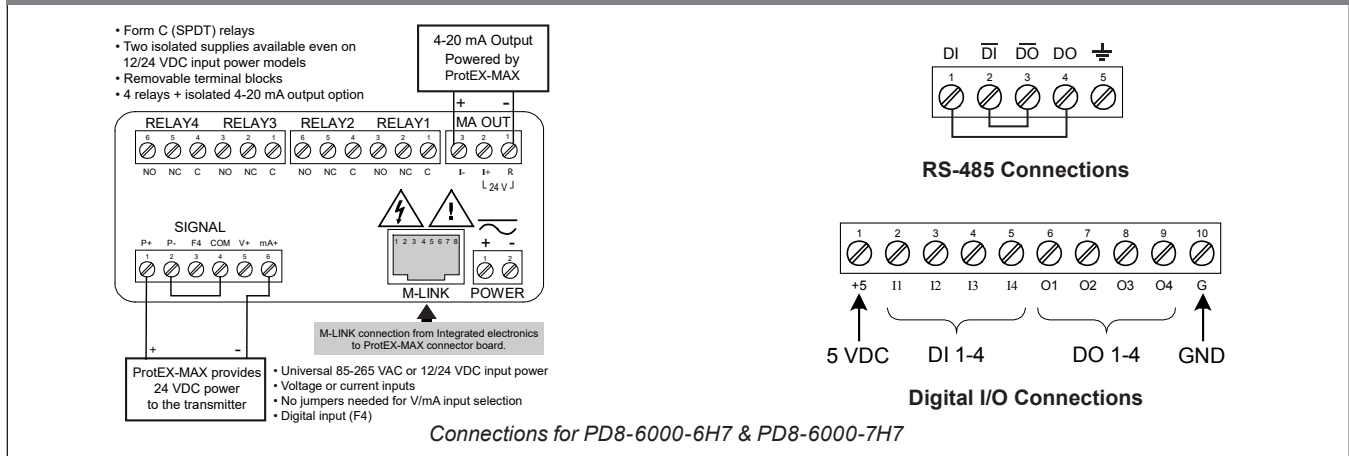 • Form C (SPDT) relays
• Two isolated supplies available even on
12/24 VDC input power models
• Removable terminal blocks
• 4 relays + isolated 4-20 mA output option
4-20 mA Output
Powered by
ProtEX-MAX
+ -
RELAY4 RELAY3 RELAY2 RELAY1 MA OUT
6 5 4 3 2 1 6 5 4 3 2 1 3 2 1
NO NC C NO NC C NO NC C NO NC C I- I+ R
24 V
SIGNAL
P+ P- F4 COM V+ mA+
1 2 3 4 5 6
1 2 3 4 5 6 7 8
M-LINK
+ -
1 2
POWER
M-LINK connection from Integrated electronics
to ProtEX-MAX connector board.
+ -
ProtEX-MAX provides
24 VDC power
to the transmitter
• Universal 85-265 VAC or 12/24 VDC input power
• Voltage or current inputs
• No jumpers needed for V/mA input selection
• Digital input (F4)
DI D̅I̅ D̅O̅ DO
1 2 3 4 5
RS-485 Connections
1 2 3 4 5 6 7 8 9 10
+5 I1 I2 I3 I4 O1 O2 O3 O4 G
5 VDC DI 1-4 DO 1-4 GND
Digital I/O Connections
Connections for PD8-6000-6H7 & PD8-6000-7H7